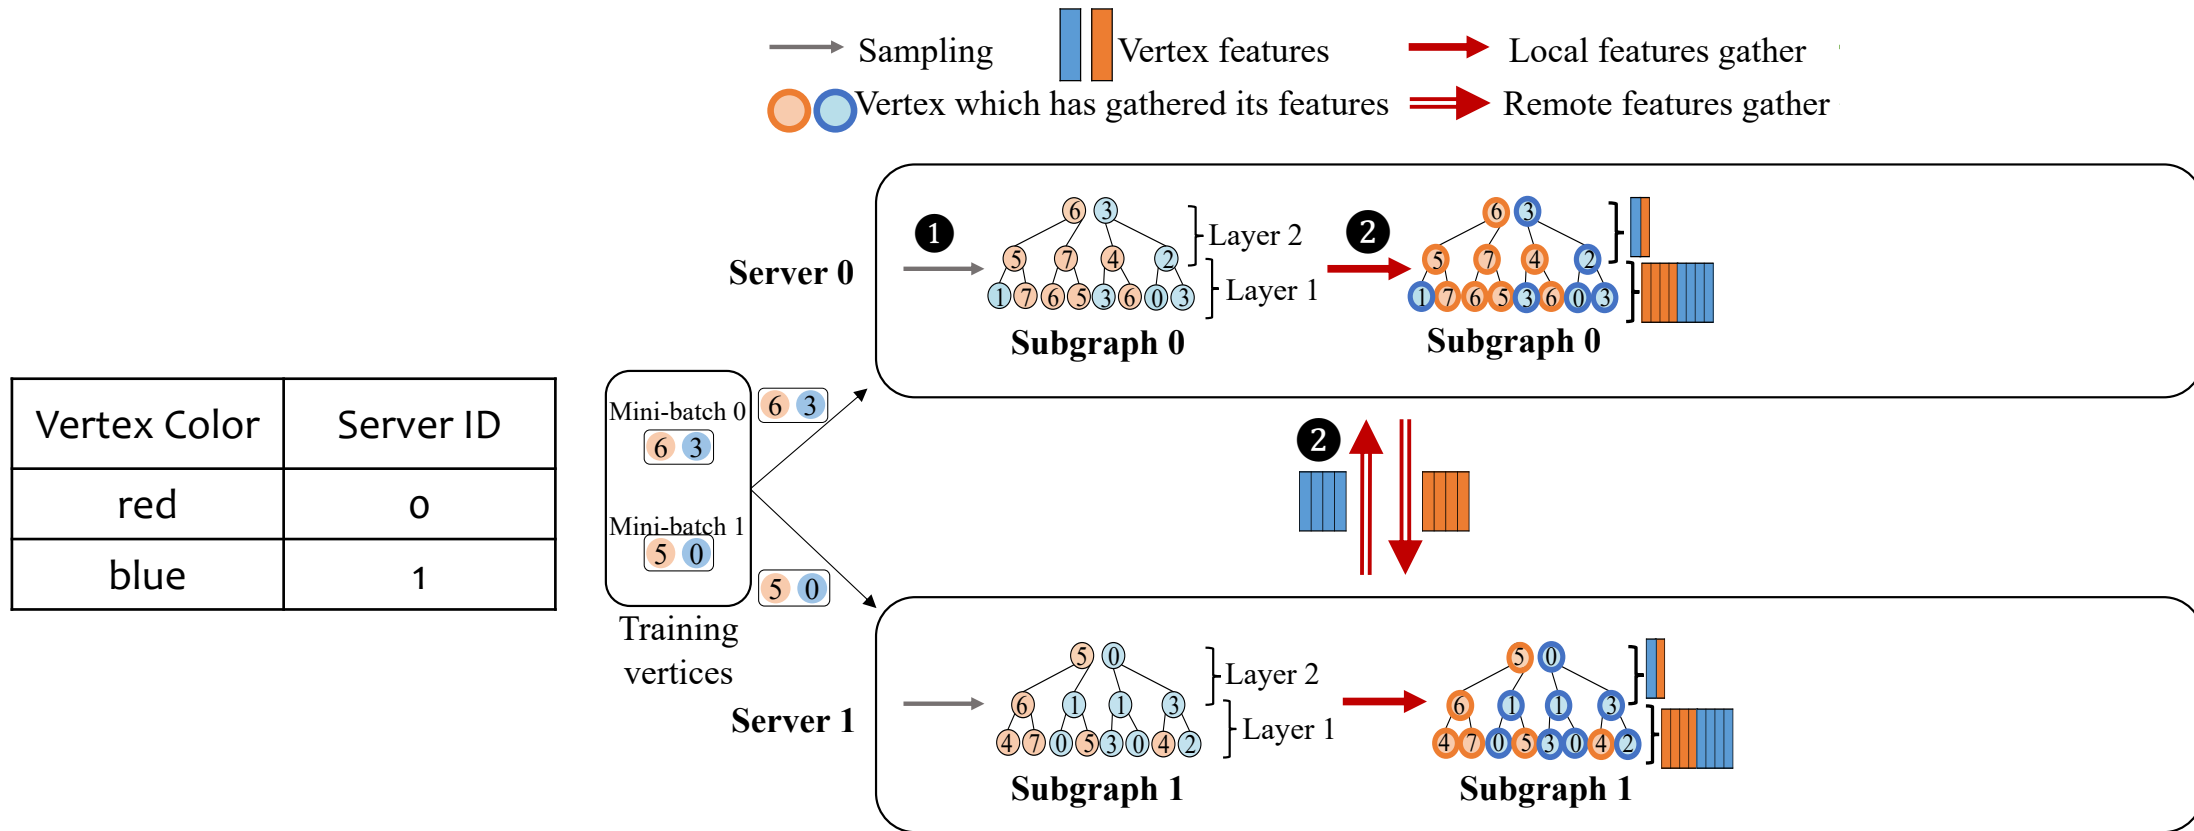 Sampling
Vertex features
Local features gather
Vertex which has gathered its features
Remote features gather
Server 0
1
6 3
5 7 4 2
1 7 6 5 3 6 0 3
Layer 2
Layer 1
Subgraph 0
2
6 3
5 7 4 2
1 7 6 5 3 6 0 3
Subgraph 0
Vertex Color Server ID
red 0
blue 1
Mini-batch 0
6 3
Mini-batch 1
5 0
Training
vertices
6 3
5 0
2
Server 1
5 0
6 1 1 3
4 7 0 5 3 0 4 2
Layer 2
Layer 1
Subgraph 1
5 0
6 1 1 3
4 7 0 5 3 0 4 2
Subgraph 1